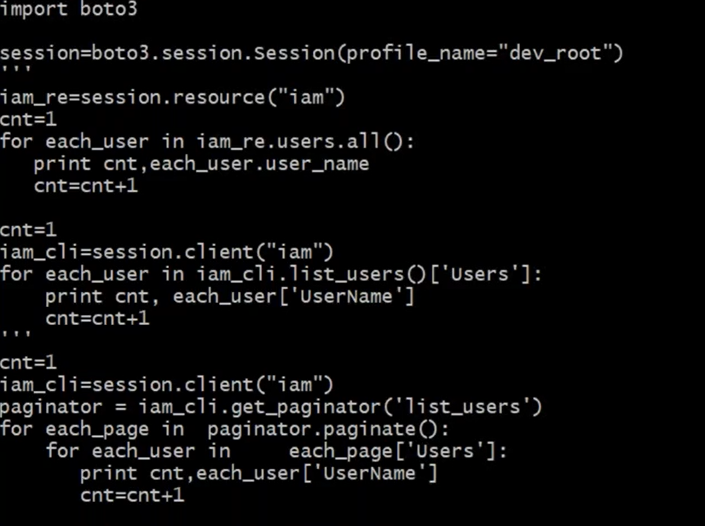 import boto3
session=boto3.session.Session(profile_name="dev_root")
'''
iam_re=session.resource("iam")
cnt=1
for each_user in iam_re.users.all():
   print cnt,each_user.user_name
   cnt=cnt+1
cnt=1
iam_cli=session.client("iam")
for each_user in iam_cli.list_users()['Users']:
    print cnt, each_user['UserName']
    cnt=cnt+1
'''
cnt=1
iam_cli=session.client("iam")
paginator = iam_cli.get_paginator('list_users')
for each_page in  paginator.paginate():
    for each_user in     each_page['Users']:
       print cnt,each_user['UserName']
       cnt=cnt+1